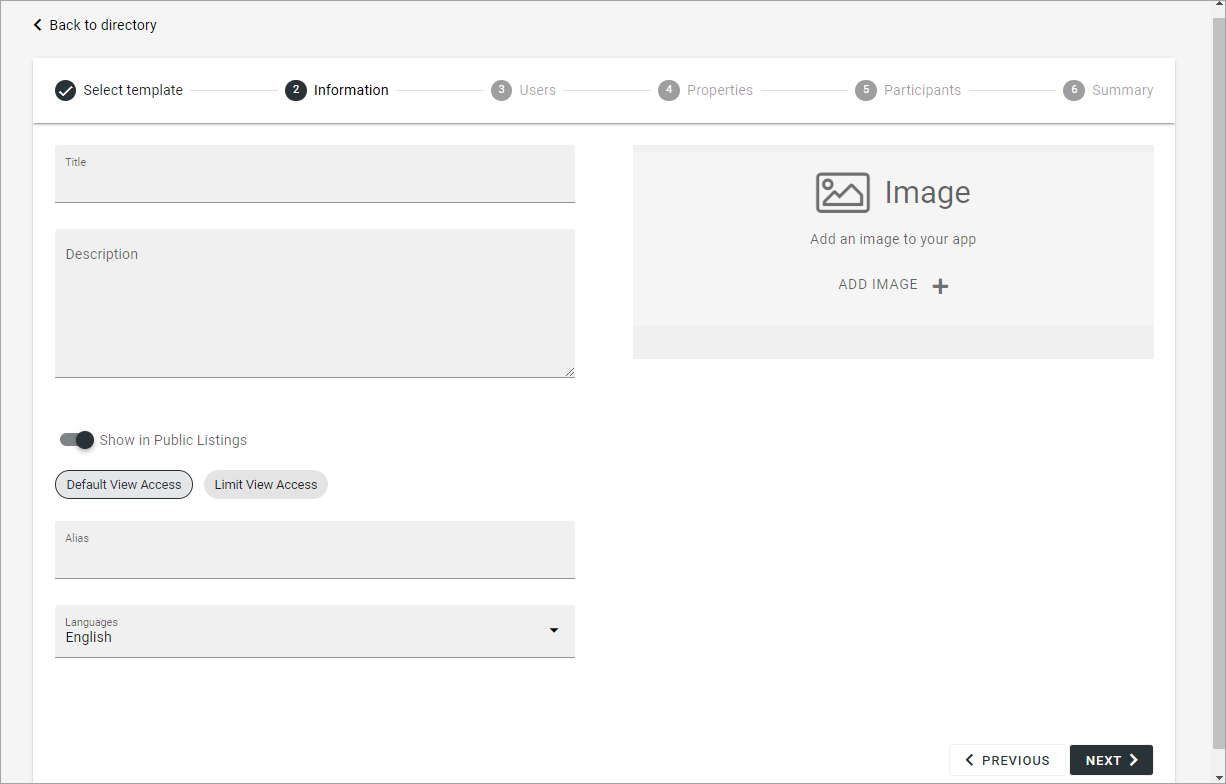 Back to directory
Select template 2 Information 3 Users 4 Properties 5 Participants 6 Summary
Title
Description
Show in Public Listings
Default View Access Limit View Access
Alias
Languages
English
Image
Add an image to your app
ADD IMAGE
PREVIOUS NEXT